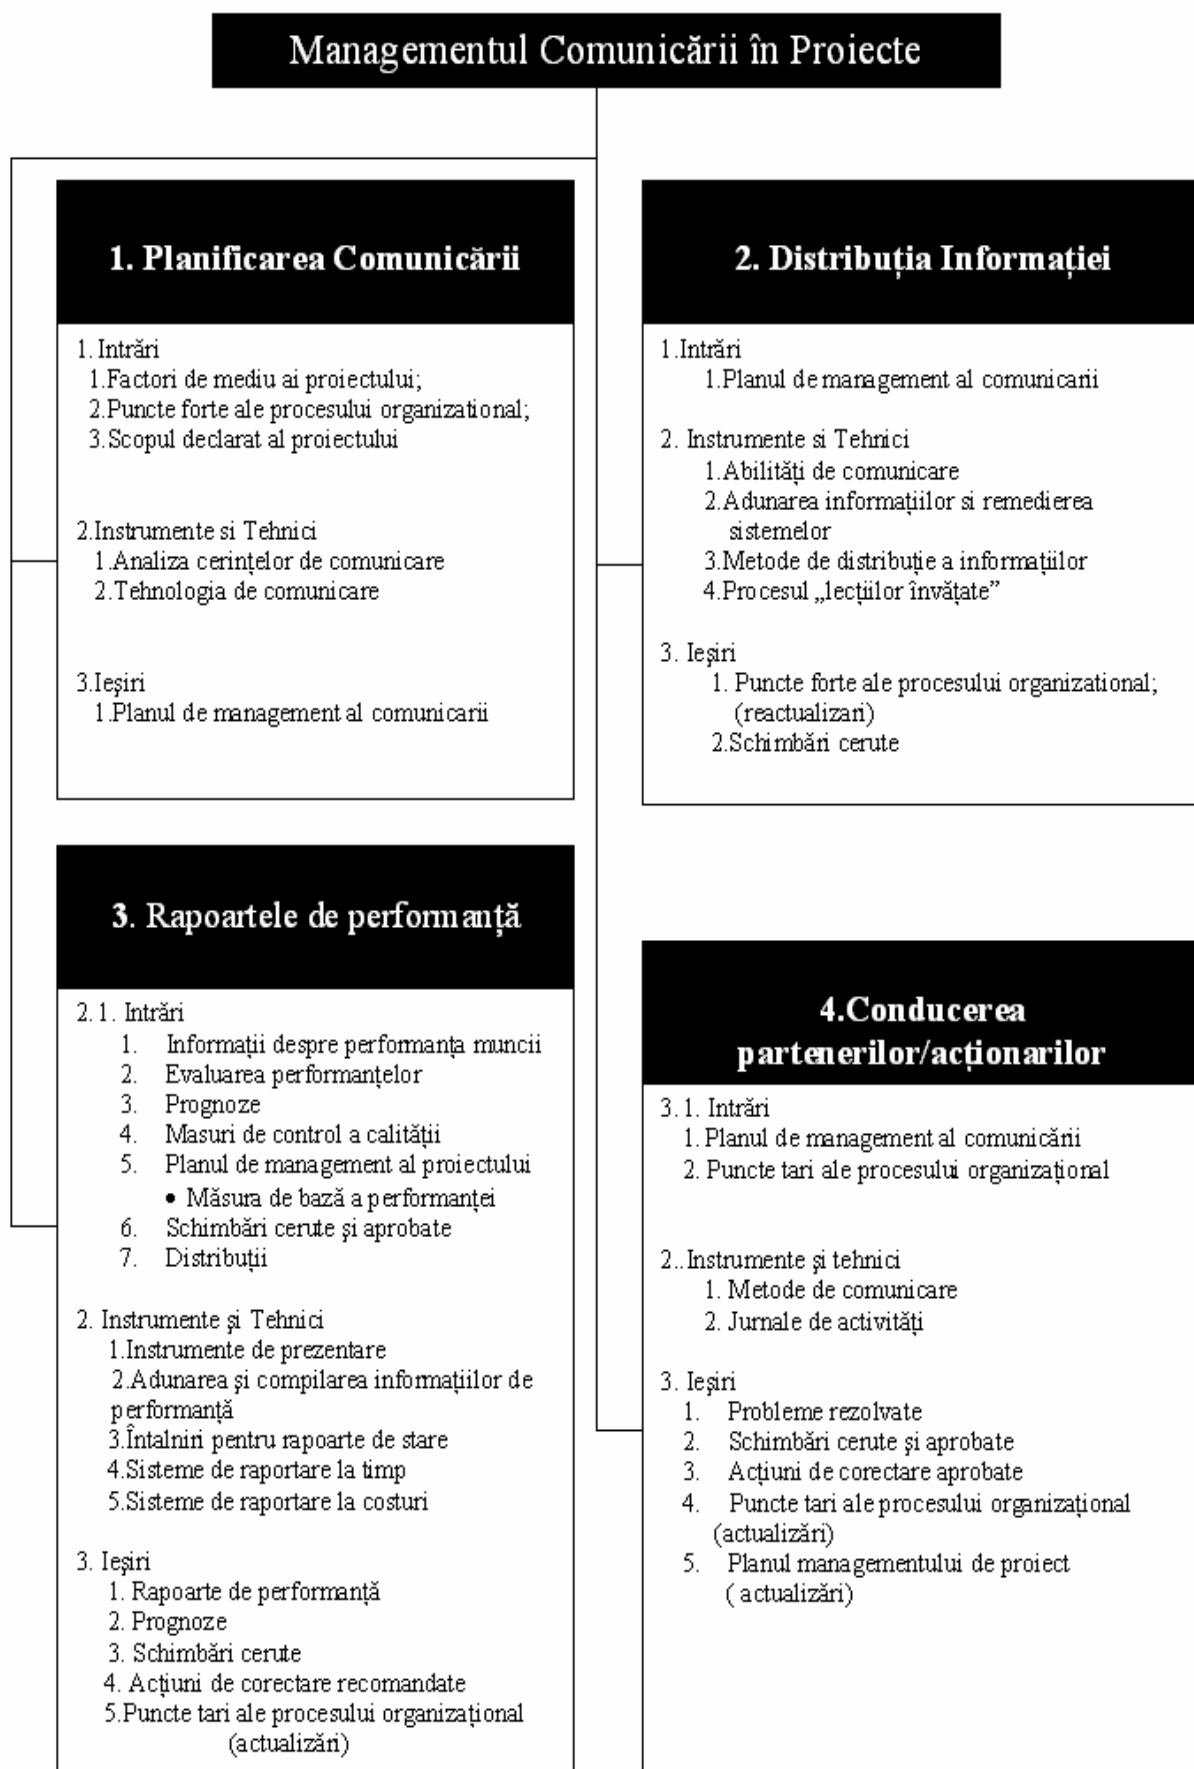 Managementul Comunicării în Proiecte
1. Planificarea Comunicării
1. Intrări
1.Factori de mediu ai proiectului;
2.Puncte forte ale procesului organizational;
3.Scopul declarat al proiectului
2.Instrumente si Tehnici
1.Analiza cerințelor de comunicare
2.Tehnologia de comunicare
3.Ieşiri
1.Planul de management al comunicarii
2. Distribuția Informației
1.Intrări
1.Planul de management al comunicarii
2. Instrumente si Tehnici
1.Abilități de comunicare
2.Adunarea informațiilor si remedierea
sistemelor
3.Metode de distribuție a informațiilor
4.Procesul „lecțiilor învățate”
3. Ieşiri
1. Puncte forte ale procesului organizational;
(reactualizari)
2.Schimbări cerute
3. Rapoartele de performanță
2.1. Intrări
1. Informații despre performanța muncii
2. Evaluarea performanțelor
3. Prognoze
4. Masuri de control a calității
5. Planul de management al proiectului
• Măsura de bază a performanței
6. Schimbări cerute şi aprobate
7. Distribuții
2. Instrumente şi Tehnici
1.Instrumente de prezentare
2.Adunarea şi compilarea informațiilor de
performanță
3.Întalniri pentru rapoarte de stare
4.Sisteme de raportare la timp
5.Sisteme de raportare la costuri
3. Ieşiri
1. Rapoarte de performanță
2. Prognoze
3. Schimbări cerute
4. Acțiuni de corectare recomandate
5.Puncte tari ale procesului organizațional
(actualizări)
4.Conducerea
partenerilor/acționarilor
3.1. Intrări
1. Planul de management al comunicării
2. Puncte tari ale procesului organizațional
2..Instrumente şi tehnici
1. Metode de comunicare
2. Jurnale de activități
3. Ieşiri
1. Probleme rezolvate
2. Schimbări cerute şi aprobate
3. Acțiuni de corectare aprobate
4. Puncte tari ale procesului organizațional
(actualizări)
5. Planul managementului de proiect
( actualizări)